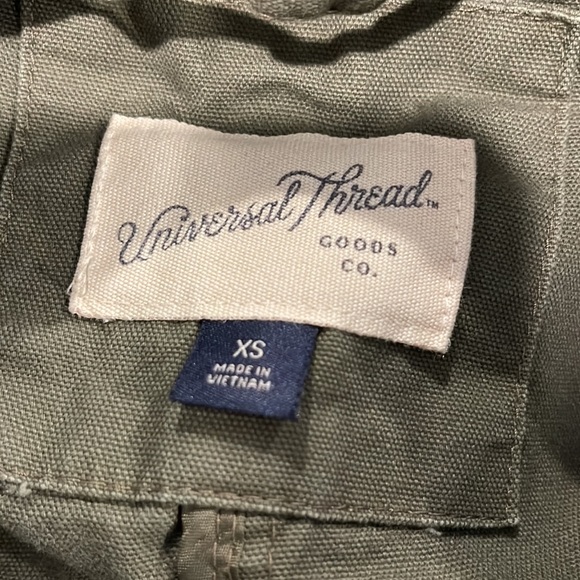 Universal Thread™
GOODS
CO.
XS
MADE IN
VIETNAM